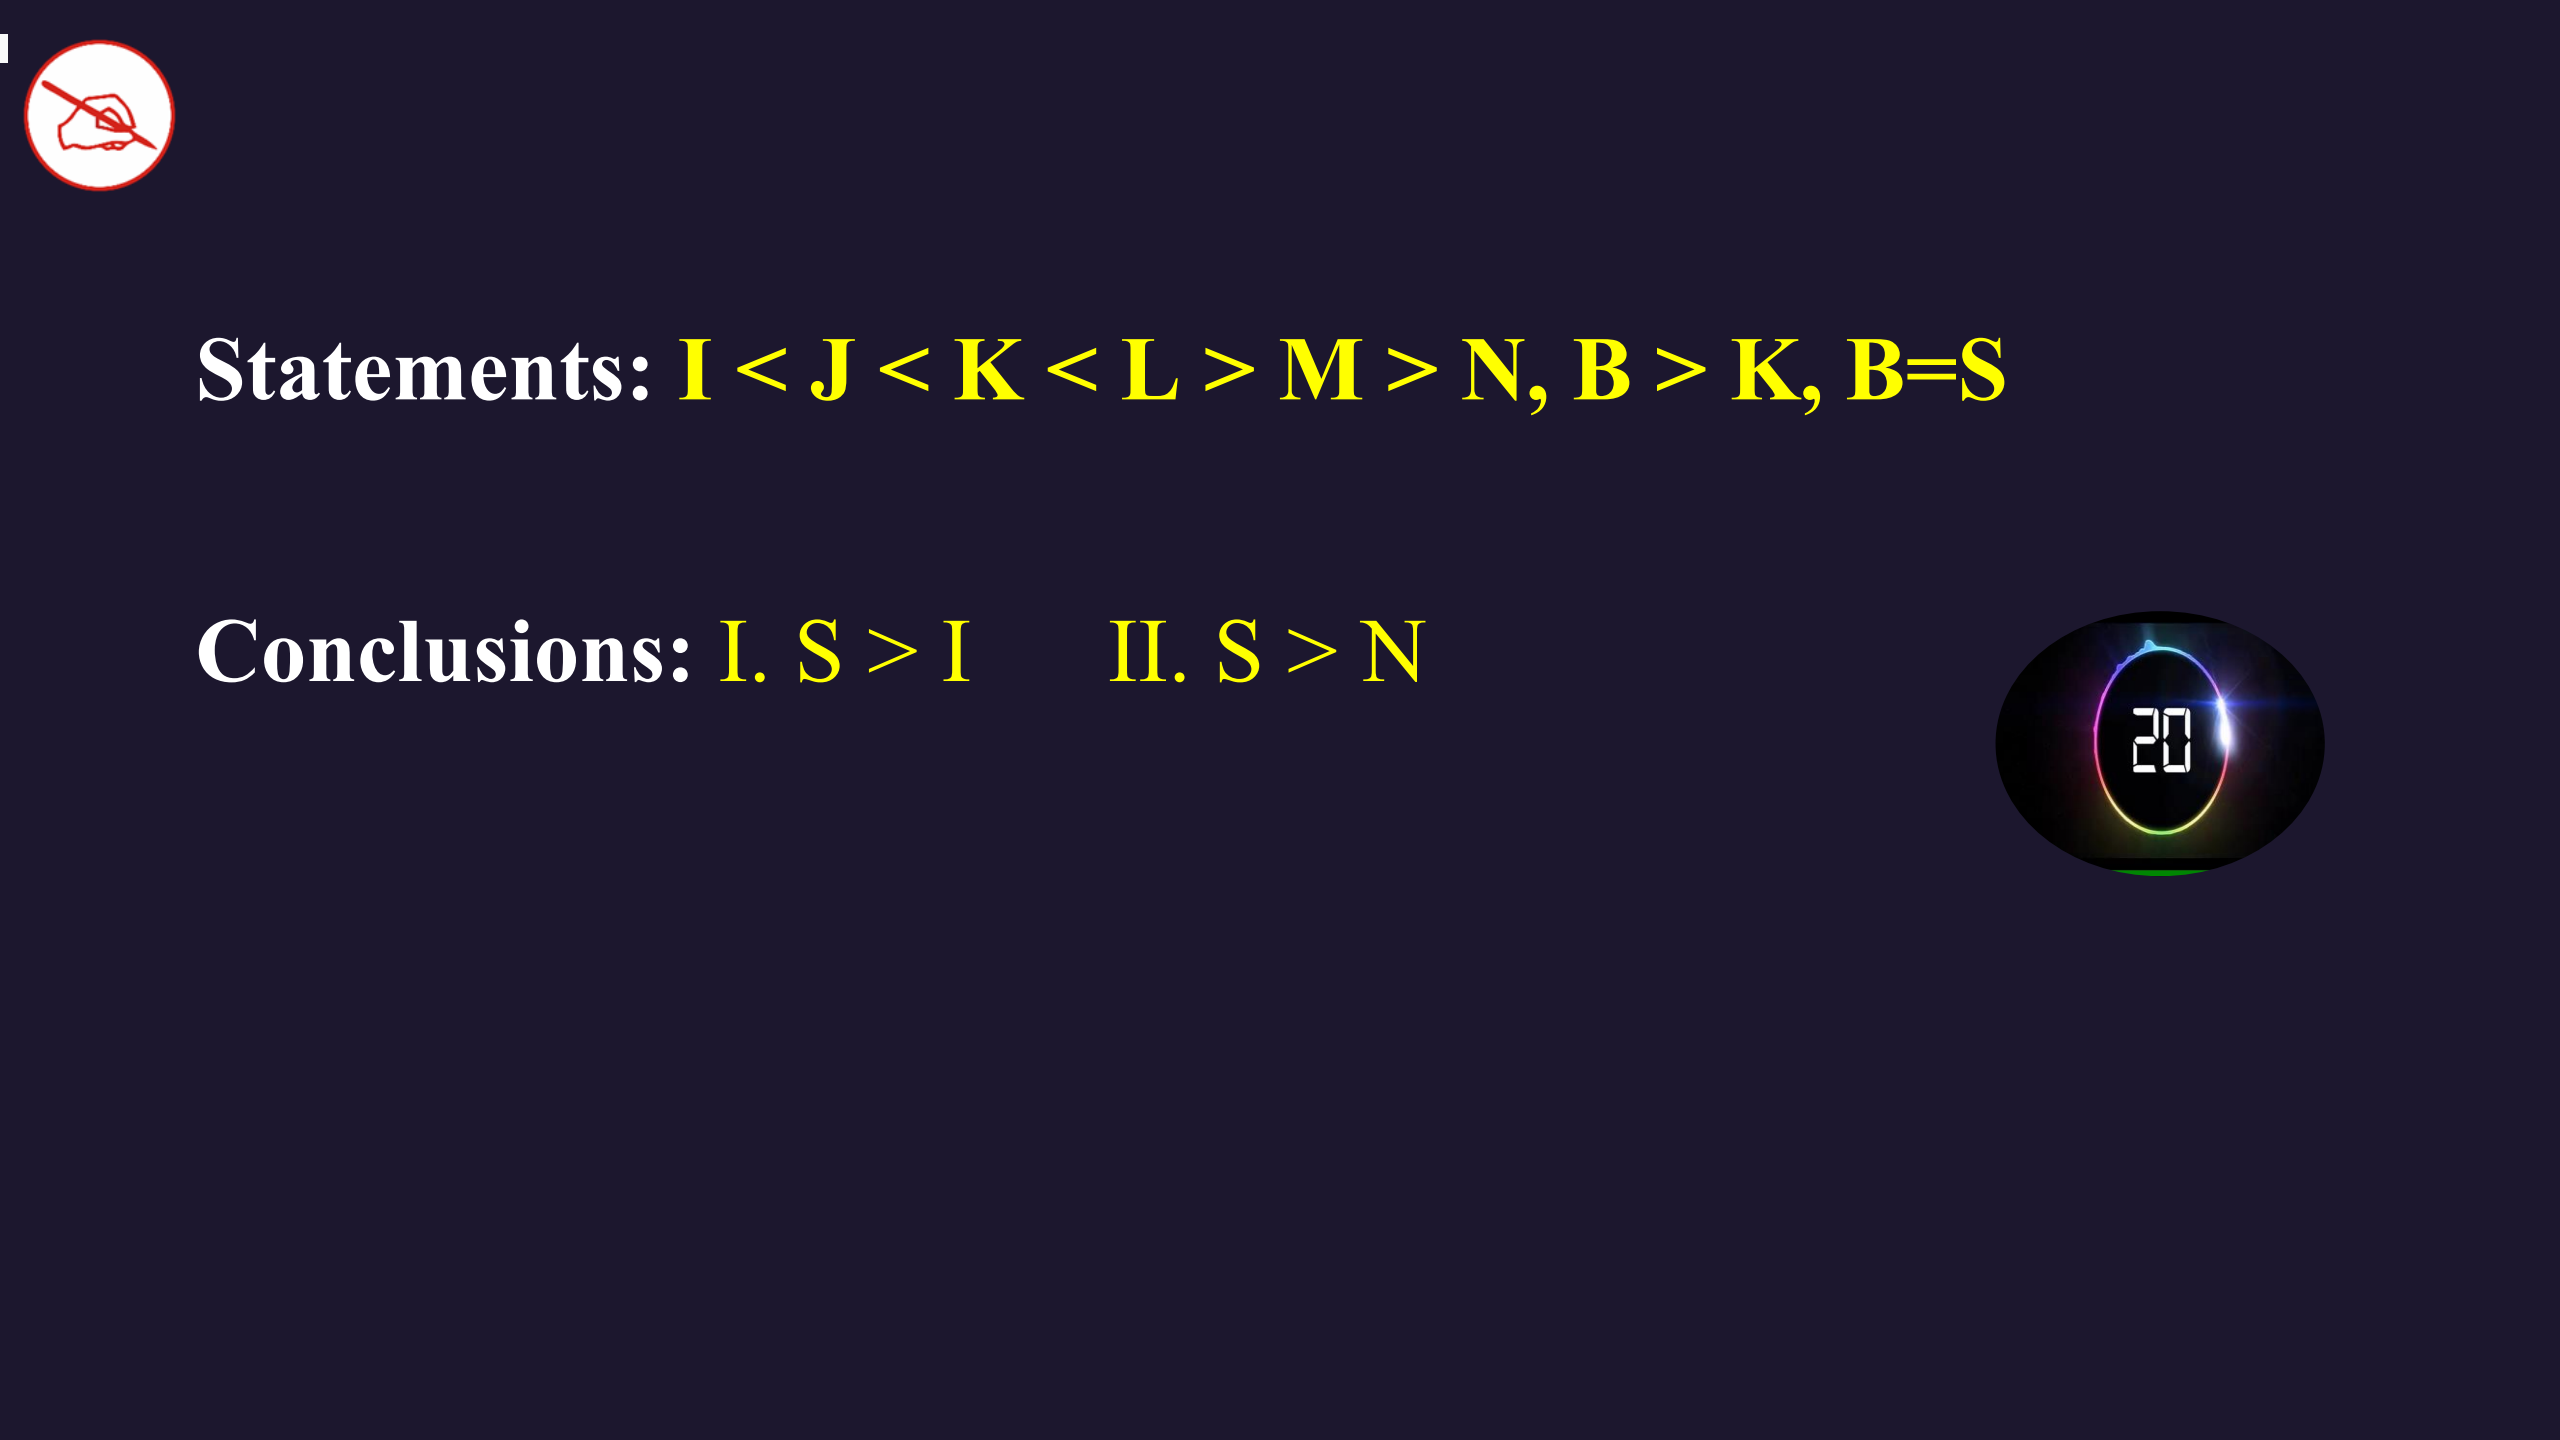 Statements: I < J < K < L > M > N, B > K, B=S
Conclusions: I. S > I II. S > N
20